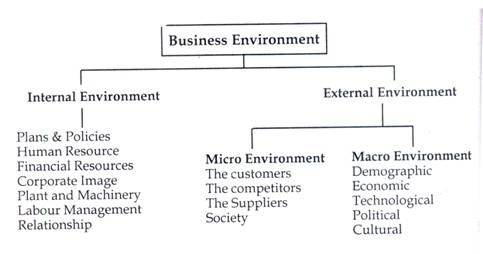 Business Environment
Internal Environment
External Environment
Plans & Policies
Human Resource
Financial Resources
Corporate Image
Plant and Machinery
Labour Management
Relationship
Micro Environment
The customers
The competitors
The Suppliers
Society
Macro Environment
Demographic
Economic
Technological
Political
Cultural